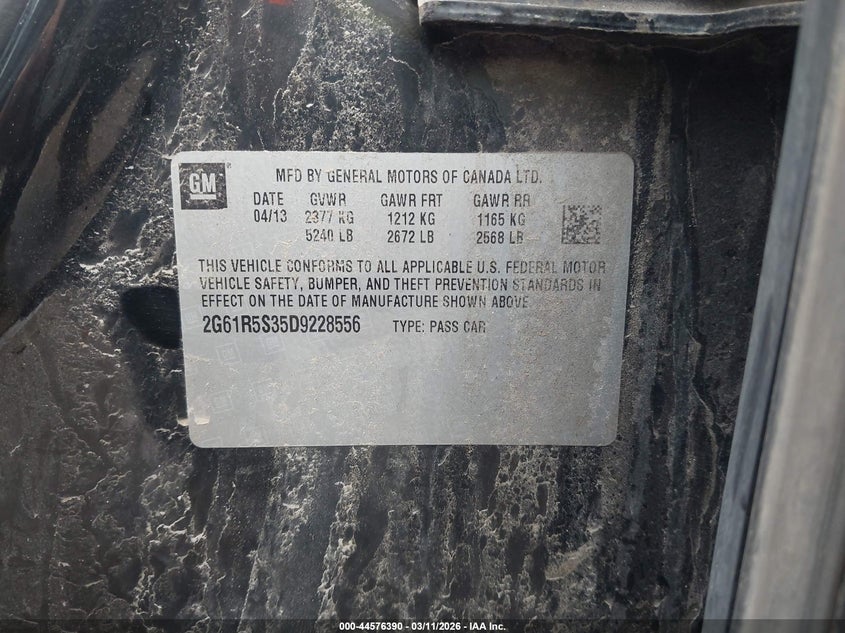 GM
MFD BY GENERAL MOTORS OF CANADA LTD.
DATE GVWR GAWR FRT GAWR RR
04/13 2377 KG 1212 KG 1165 KG
5240 LB 2672 LB 2568 LB
THIS VEHICLE CONFORMS TO ALL APPLICABLE U.S. FEDERAL MOTOR
VEHICLE SAFETY, BUMPER, AND THEFT PREVENTION STANDARDS IN
EFFECT ON THE DATE OF MANUFACTURE SHOWN ABOVE.
2G61R5S35D9228556 TYPE: PASS CAR
000-44576390 - 03/11/2026 - IAA Inc.